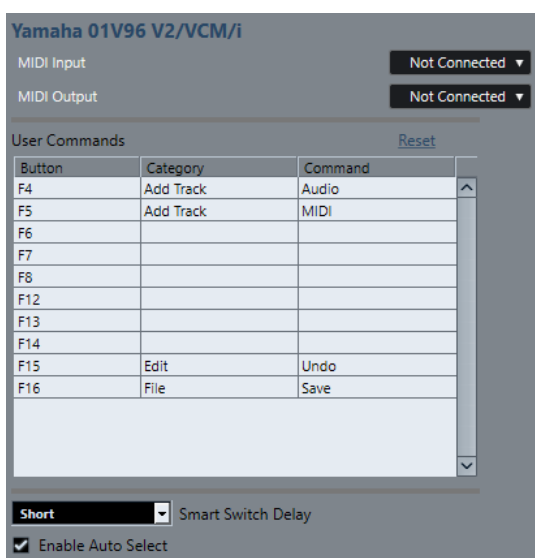 Yamaha 01V96 V2/VCM/i
MIDI Input Not Connected
MIDI Output Not Connected
User Commands Reset
Button Category Command
F4 Add Track Audio
F5 Add Track MIDI
F6
F7
F8
F12
F13
F14
F15 Edit Undo
F16 File Save
Short Smart Switch Delay
Enable Auto Select